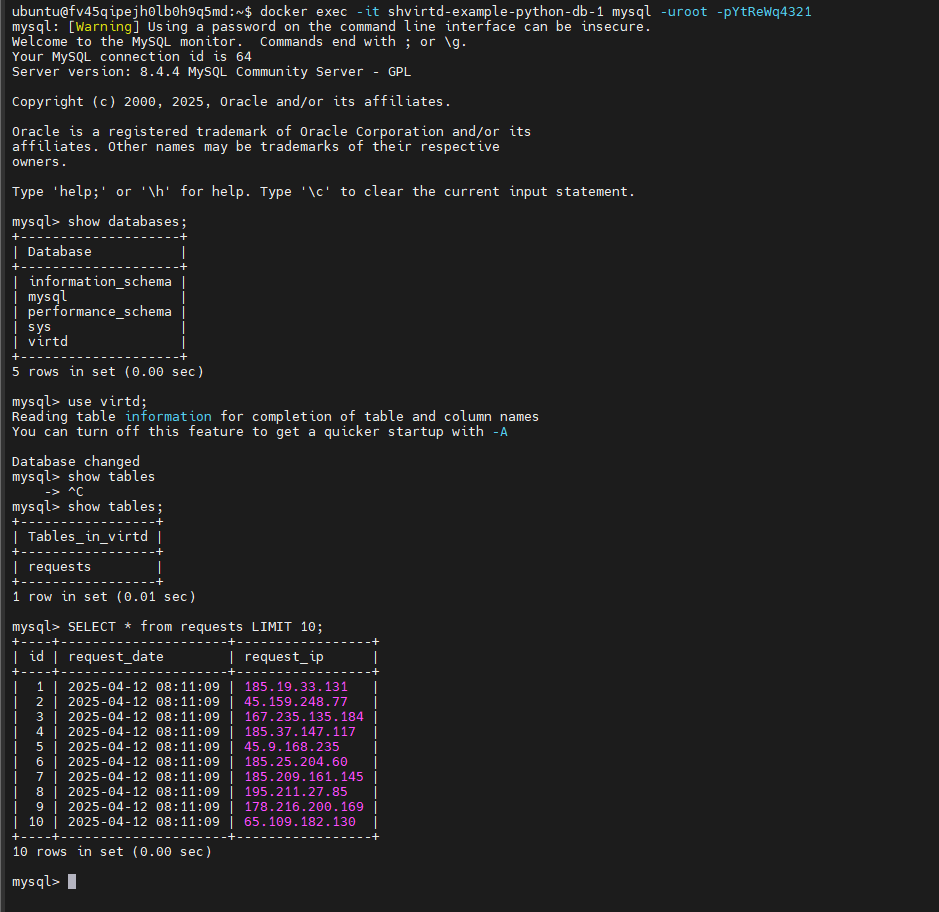 ubuntu@fv45qipejh0lb0h9q5md:~$ docker exec -it shvirtd-example-python-db-1 mysql -uroot -pYtReWq4321
mysql: [Warning] Using a password on the command line interface can be insecure.
Welcome to the MySQL monitor.  Commands end with ; or \g.
Your MySQL connection id is 64
Server version: 8.4.4 MySQL Community Server - GPL

Copyright (c) 2000, 2025, Oracle and/or its affiliates.

Oracle is a registered trademark of Oracle Corporation and/or its
affiliates. Other names may be trademarks of their respective
owners.

Type 'help;' or '\h' for help. Type '\c' to clear the current input statement.

mysql> show databases;
+--------------------+
| Database           |
+--------------------+
| information_schema |
| mysql              |
| performance_schema |
| sys                |
| virtd              |
+--------------------+
5 rows in set (0.00 sec)

mysql> use virtd;
Reading table information for completion of table and column names
You can turn off this feature to get a quicker startup with -A

Database changed
mysql> show tables
    -> ^C
mysql> show tables;
+-----------------+
| Tables_in_virtd |
+-----------------+
| requests        |
+-----------------+
1 row in set (0.01 sec)

mysql> SELECT * from requests LIMIT 10;
+----+---------------------+-----------------+
| id | request_date        | request_ip      |
+----+---------------------+-----------------+
|  1 | 2025-04-12 08:11:09 | 185.19.33.131   |
|  2 | 2025-04-12 08:11:09 | 45.159.248.77   |
|  3 | 2025-04-12 08:11:09 | 167.235.135.184 |
|  4 | 2025-04-12 08:11:09 | 185.37.147.117  |
|  5 | 2025-04-12 08:11:09 | 45.9.168.235    |
|  6 | 2025-04-12 08:11:09 | 185.25.204.60   |
|  7 | 2025-04-12 08:11:09 | 185.209.161.145 |
|  8 | 2025-04-12 08:11:09 | 195.211.27.85   |
|  9 | 2025-04-12 08:11:09 | 178.216.200.169 |
| 10 | 2025-04-12 08:11:09 | 65.109.182.130  |
+----+---------------------+-----------------+
10 rows in set (0.00 sec)

mysql>